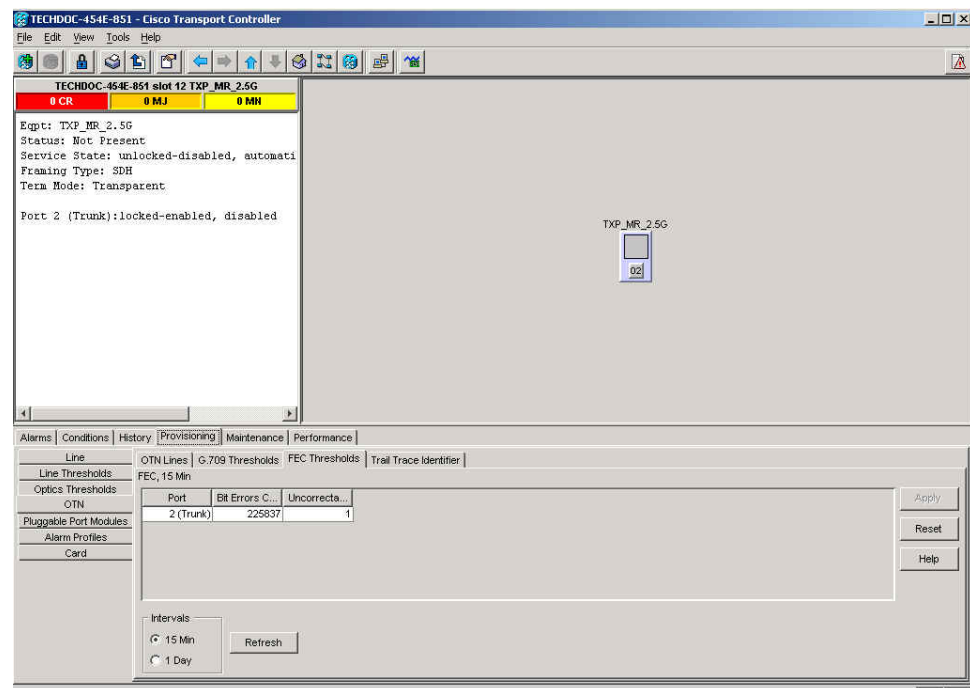 TECHDOC-454E-851 - Cisco Transport Controller
File Edit View Tools Help
TECHDOC-454E-851 slot 12 TXP_MR_2.5G
0 CR 0 MJ 0 MN
Eqpt: TXP_MR_2.5G
Status: Not Present
Service State: unlocked-disabled, automati
Framing Type: SDH
Term Mode: Transparent
Port 2 (Trunk):locked-enabled, disabled
TXP_MR_2.5G
02
Alarms Conditions History Provisioning Maintenance Performance
Line
Line Thresholds
Optics Thresholds
OTN
Pluggable Port Modules
Alarm Profiles
Card
OTN Lines G.709 Thresholds FEC Thresholds Trail Trace Identifier
FEC, 15 Min
Port Bit Errors C... Uncorrecta...
2 (Trunk) 225837 1
Apply
Reset
Help
Intervals
15 Min
1 Day
Refresh